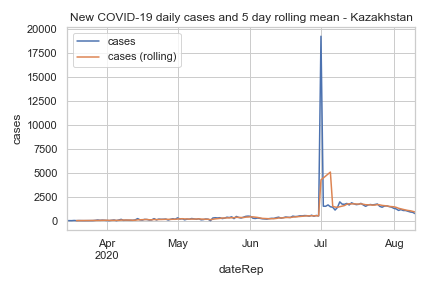 New COVID-19 daily cases and 5 day rolling mean - Kazakhstan
cases
cases (rolling)
20000
17500
15000
12500
10000
7500
5000
2500
0
cases
Apr
2020
May
Jun
Jul
Aug
dateRep